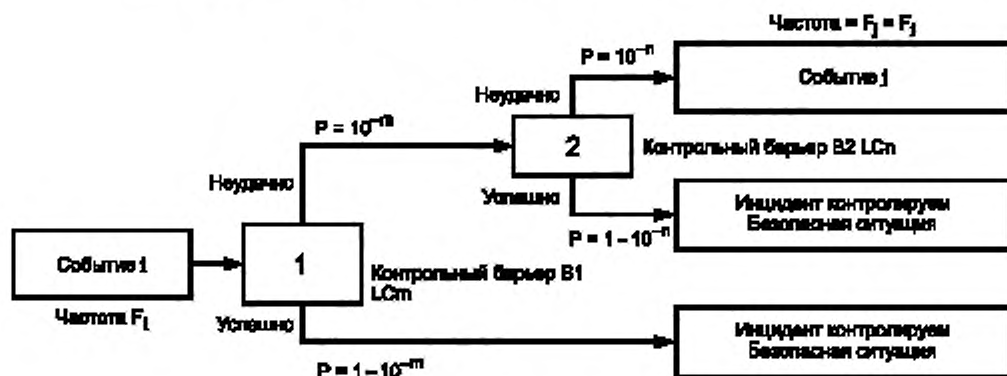 Частота = Fj = Fi
P = 10⁻ⁿ
Событие j
Неудачно
P = 10⁻ᵐ
2
Контрольный барьер B2 LCn
Неудачно
Успешно
Инцидент контролируем
Безопасная ситуация
P = 1 – 10⁻ⁿ
Событие i
1
Контрольный барьер B1
LCm
Частота Fi
Успешно
Инцидент контролируем
Безопасная ситуация
P = 1 – 10⁻ᵐ